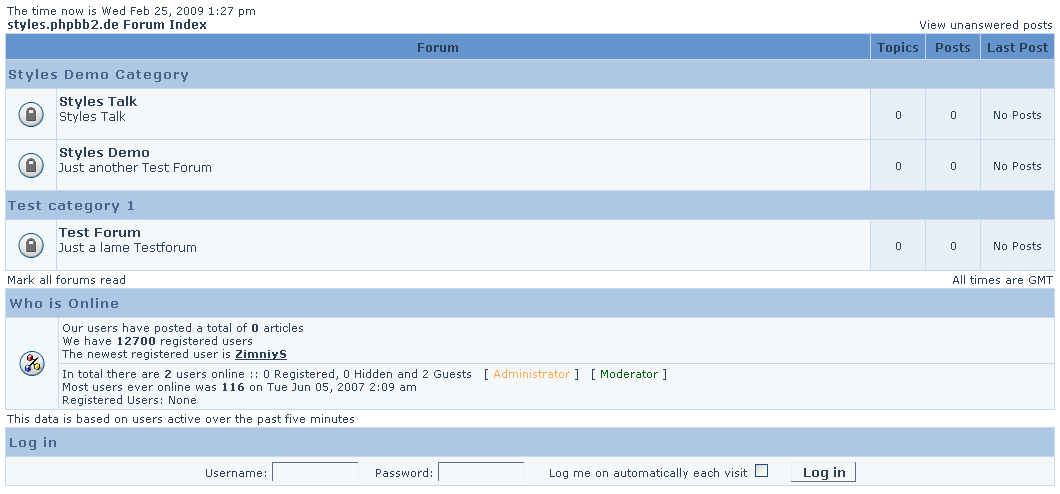 The time now is Wed Feb 25, 2009 1:27 pm
styles.phpbb2.de Forum Index
View unanswered posts
Forum Topics Posts Last Post
Styles Demo Category
Styles Talk
Styles Talk
0 0 No Posts
Styles Demo
Just another Test Forum
0 0 No Posts
Test category 1
Test Forum
Just a lame Testforum
0 0 No Posts
Mark all forums read
All times are GMT
Who is Online
Our users have posted a total of 0 articles
We have 12700 registered users
The newest registered user is ZimniyS
In total there are 2 users online :: 0 Registered, 0 Hidden and 2 Guests [ Administrator ] [ Moderator ]
Most users ever online was 116 on Tue Jun 05, 2007 2:09 am
Registered Users: None
This data is based on users active over the past five minutes
Log in
Username: Password: Log me on automatically each visit Log in